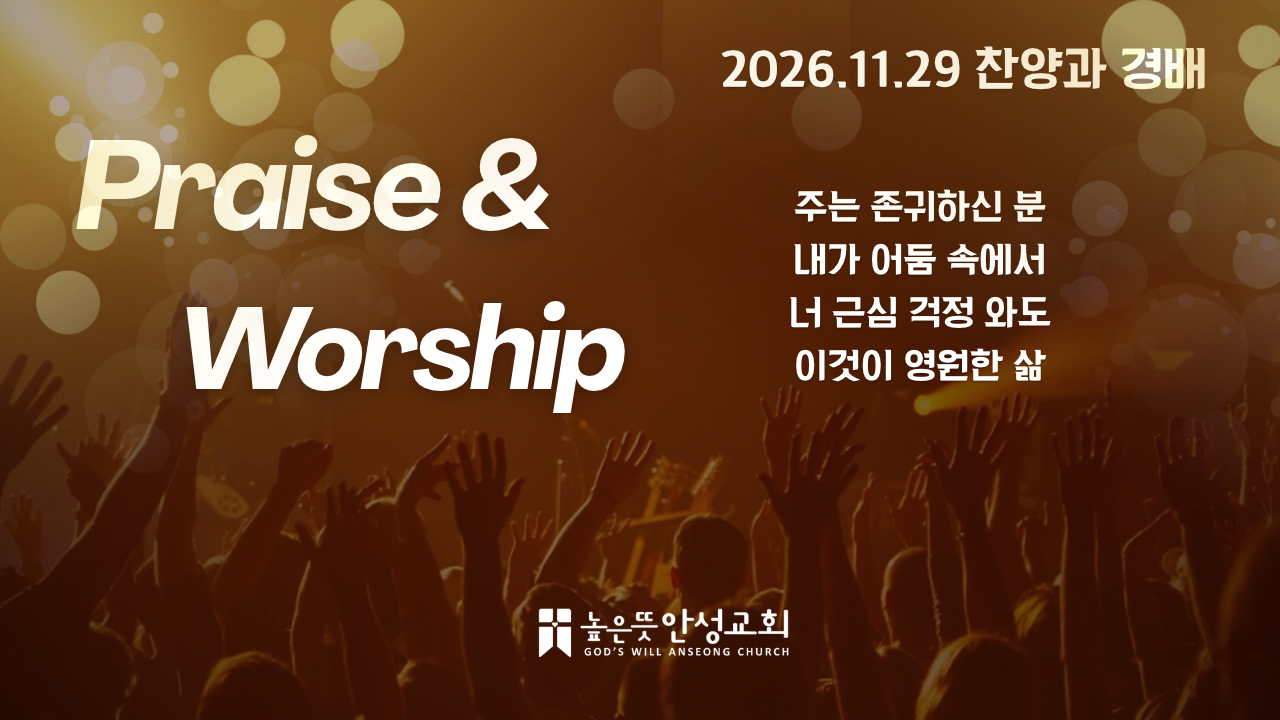 2026.11.29 찬양과 경배
Praise &
Worship
주는 존귀하신 분
내가 어둠 속에서
너 근심 걱정 와도
이것이 영원한 삶
높은뜻안성교회
GOD'S WILL ANSEONG CHURCH